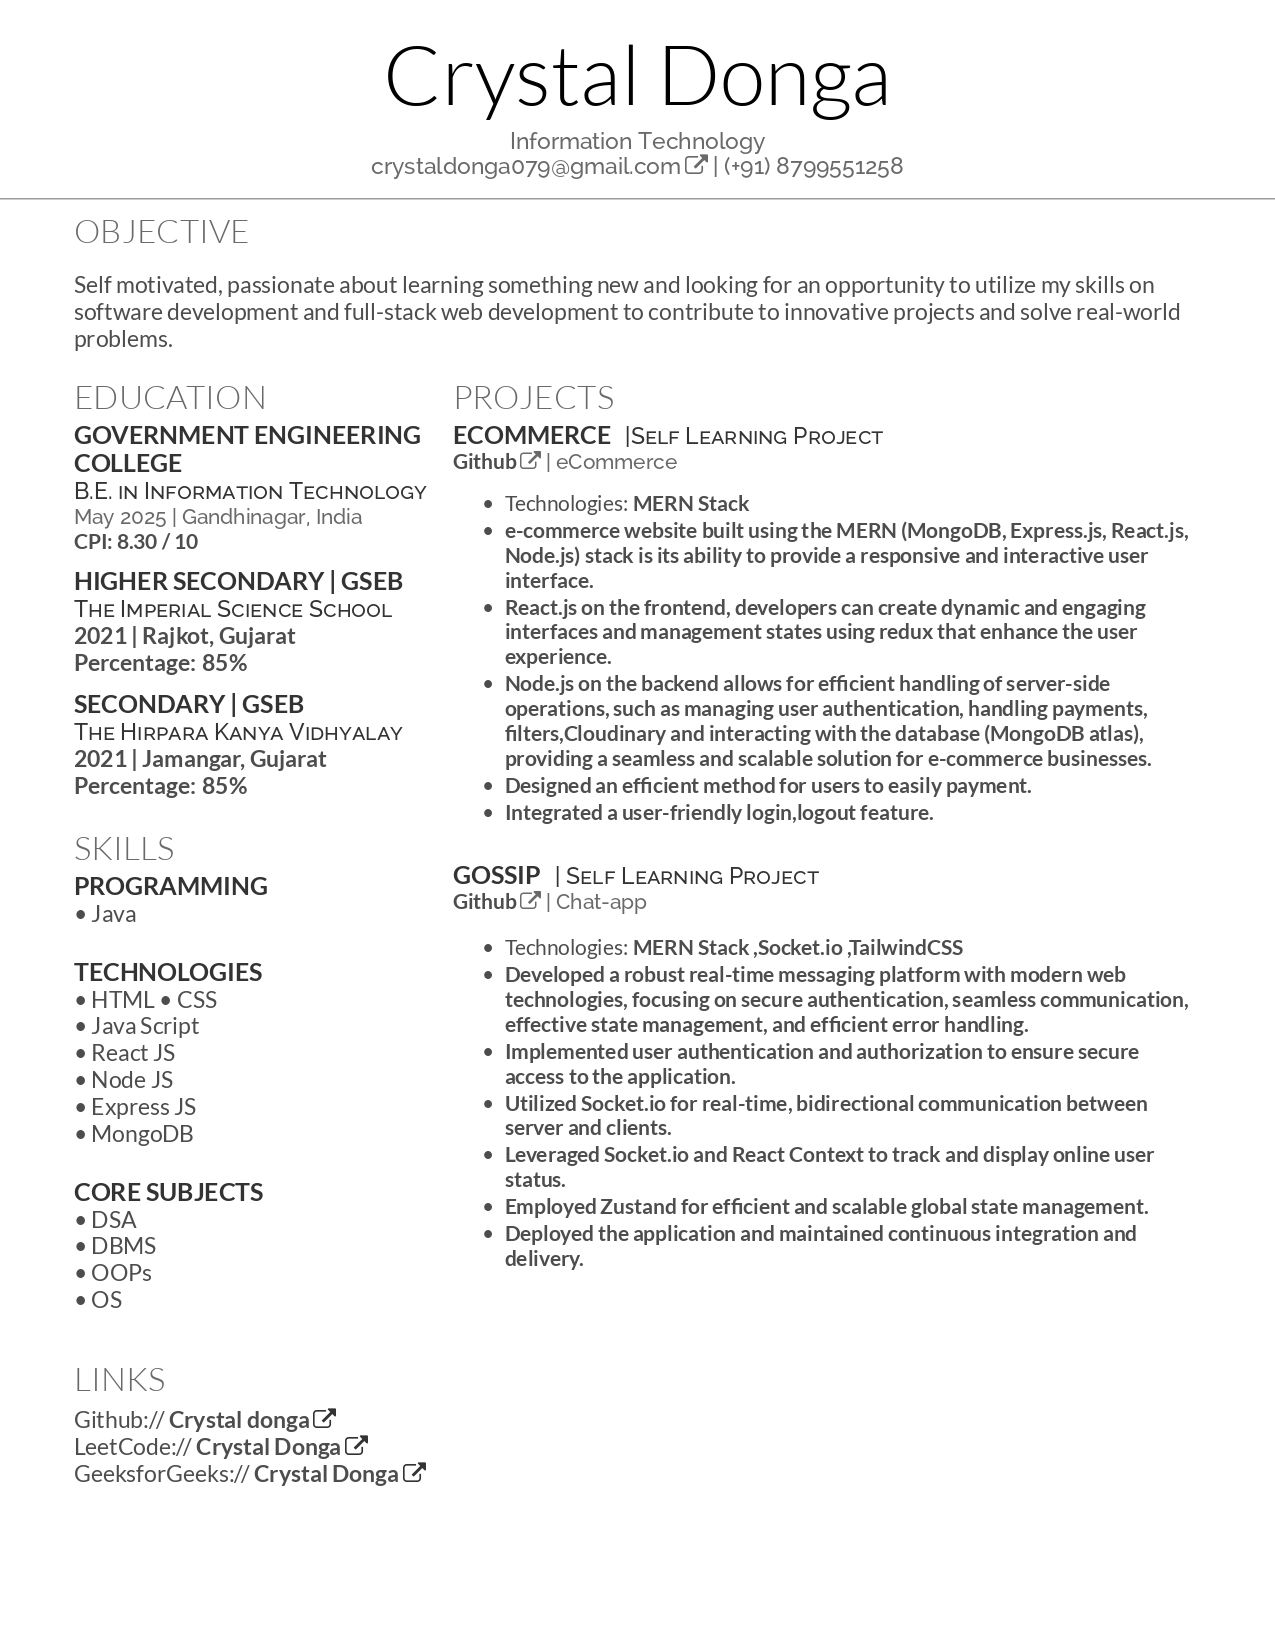 Crystal Donga
Information Technology
crystaldonga079@gmail.com | (+91) 8799551258
OBJECTIVE
Self motivated, passionate about learning something new and looking for an opportunity to utilize my skills on
software development and full-stack web development to contribute to innovative projects and solve real-world
problems.
EDUCATION
GOVERNMENT ENGINEERING
COLLEGE
B.E. IN INFORMATION TECHNOLOGY
May 2025 | Gandhinagar, India
CPI: 8.30 / 10
HIGHER SECONDARY | GSEB
THE IMPERIAL SCIENCE SCHOOL
2021 | Rajkot, Gujarat
Percentage: 85%
SECONDARY | GSEB
THE HIRPARA KANYA VIDHYALAY
2021 | Jamangar, Gujarat
Percentage: 85%
SKILLS
PROGRAMMING
• Java
TECHNOLOGIES
• HTML • CSS
• Java Script
• React JS
• Node JS
• Express JS
• MongoDB
CORE SUBJECTS
• DSA
• DBMS
• OOPs
• OS
LINKS
Github:// Crystal donga
LeetCode:// Crystal Donga
GeeksforGeeks:// Crystal Donga
PROJECTS
ECOMMERCE |SELF LEARNING PROJECT
Github | eCommerce
• Technologies: MERN Stack
• e-commerce website built using the MERN (MongoDB, Express.js, React.js,
Node.js) stack is its ability to provide a responsive and interactive user
interface.
• React.js on the frontend, developers can create dynamic and engaging
interfaces and management states using redux that enhance the user
experience.
• Node.js on the backend allows for efficient handling of server-side
operations, such as managing user authentication, handling payments,
filters,Cloudinary and interacting with the database (MongoDB atlas),
providing a seamless and scalable solution for e-commerce businesses.
• Designed an efficient method for users to easily payment.
• Integrated a user-friendly login,logout feature.
GOSSIP | SELF LEARNING PROJECT
Github | Chat-app
• Technologies: MERN Stack ,Socket.io ,TailwindCSS
• Developed a robust real-time messaging platform with modern web
technologies, focusing on secure authentication, seamless communication,
effective state management, and efficient error handling.
• Implemented user authentication and authorization to ensure secure
access to the application.
• Utilized Socket.io for real-time, bidirectional communication between
server and clients.
• Leveraged Socket.io and React Context to track and display online user
status.
• Employed Zustand for efficient and scalable global state management.
• Deployed the application and maintained continuous integration and
delivery.